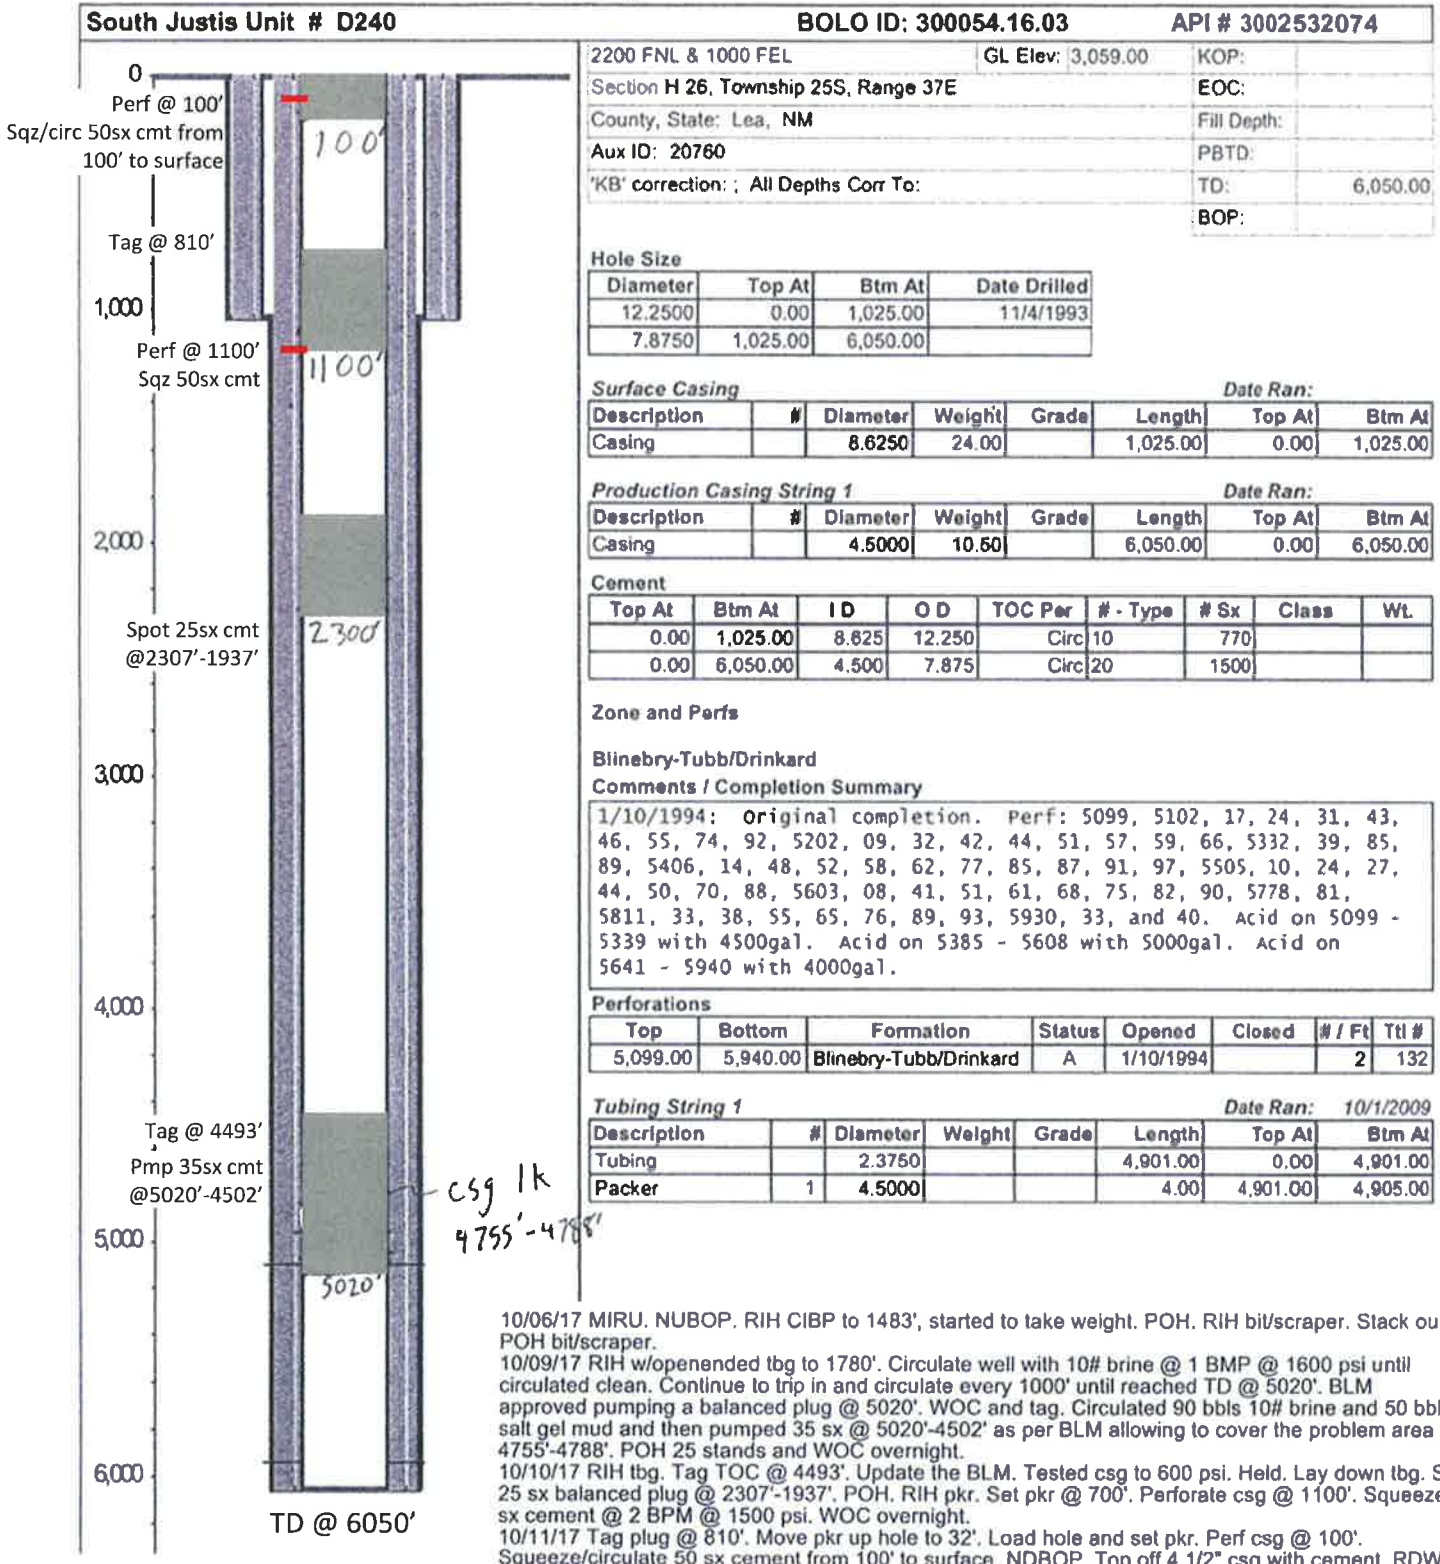 South Justis Unit # D240 BOLO ID: 300054.16.03 API # 3002532074
2200 FNL & 1000 FEL GL Elev: 3,059.00 KOP:
Section H 26, Township 25S, Range 37E EOC:
County, State: Lea, NM Fill Depth:
Aux ID: 20760 PBTD:
'KB' correction: ; All Depths Corr To: TD: 6,050.00
BOP:
0
Perf @ 100'
Sqz/circ 50sx cmt from
100' to surface
100'
Tag @ 810'
1,000
Perf @ 1100'
Sqz 50sx cmt
1100'
2,000
Spot 25sx cmt
@2307'-1937'
2300'
3,000
4,000
Tag @ 4493'
Pmp 35sx cmt
@5020'-4502'
csg lk
4755'-4788'
5,000
5020'
6,000
TD @ 6050'
Hole Size
Diameter Top At Btm At Date Drilled
12.2500 0.00 1,025.00 11/4/1993
7.8750 1,025.00 6,050.00
Surface Casing Date Ran:
Description # Diameter Weight Grade Length Top At Btm At
Casing 8.6250 24.00 1,025.00 0.00 1,025.00
Production Casing String 1 Date Ran:
Description # Diameter Weight Grade Length Top At Btm At
Casing 4.5000 10.50 6,050.00 0.00 6,050.00
Cement
Top At Btm At I D O D TOC Per # - Type # Sx Class Wt.
0.00 1,025.00 8.625 12.250 Circ 10 770
0.00 6,050.00 4.500 7.875 Circ 20 1500
Zone and Perfs
Blinebry-Tubb/Drinkard
Comments / Completion Summary
1/10/1994: Original completion. Perf: 5099, 5102, 17, 24, 31, 43,
46, 55, 74, 92, 5202, 09, 32, 42, 44, 51, 57, 59, 66, 5332, 39, 85,
89, 5406, 14, 48, 52, 58, 62, 77, 85, 87, 91, 97, 5505, 10, 24, 27,
44, 50, 70, 88, 5603, 08, 41, 51, 61, 68, 75, 82, 90, 5778, 81,
5811, 33, 38, 55, 65, 76, 89, 93, 5930, 33, and 40. Acid on 5099 -
5339 with 4500gal. Acid on 5385 - 5608 with 5000gal. Acid on
5641 - 5940 with 4000gal.
Perforations
Top Bottom Formation Status Opened Closed # / Ft Ttl #
5,099.00 5,940.00 Blinebry-Tubb/Drinkard A 1/10/1994 2 132
Tubing String 1 Date Ran: 10/1/2009
Description # Diameter Weight Grade Length Top At Btm At
Tubing 2.3750 4,901.00 0.00 4,901.00
Packer 1 4.5000 4.00 4,901.00 4,905.00
10/06/17 MIRU. NUBOP. RIH CIBP to 1483', started to take weight. POH. RIH bit/scraper. Stack ou
POH bit/scraper.
10/09/17 RIH w/openended tbg to 1780'. Circulate well with 10# brine @ 1 BMP @ 1600 psi until
circulated clean. Continue to trip in and circulate every 1000' until reached TD @ 5020'. BLM
approved pumping a balanced plug @ 5020'. WOC and tag. Circulated 90 bbls 10# brine and 50 bbl
salt gel mud and then pumped 35 sx @ 5020'-4502' as per BLM allowing to cover the problem area
4755'-4788'. POH 25 stands and WOC overnight.
10/10/17 RIH tbg. Tag TOC @ 4493'. Update the BLM. Tested csg to 600 psi. Held. Lay down tbg. S
25 sx balanced plug @ 2307'-1937'. POH. RIH pkr. Set pkr @ 700'. Perforate csg @ 1100'. Squeeze
sx cement @ 2 BPM @ 1500 psi. WOC overnight.
10/11/17 Tag plug @ 810'. Move pkr up hole to 32'. Load hole and set pkr. Perf csg @ 100'.
Squeeze/circulate 50 sx cement from 100' to surface. NDBOP. Top off 4 1/2" csg with cement. RDW